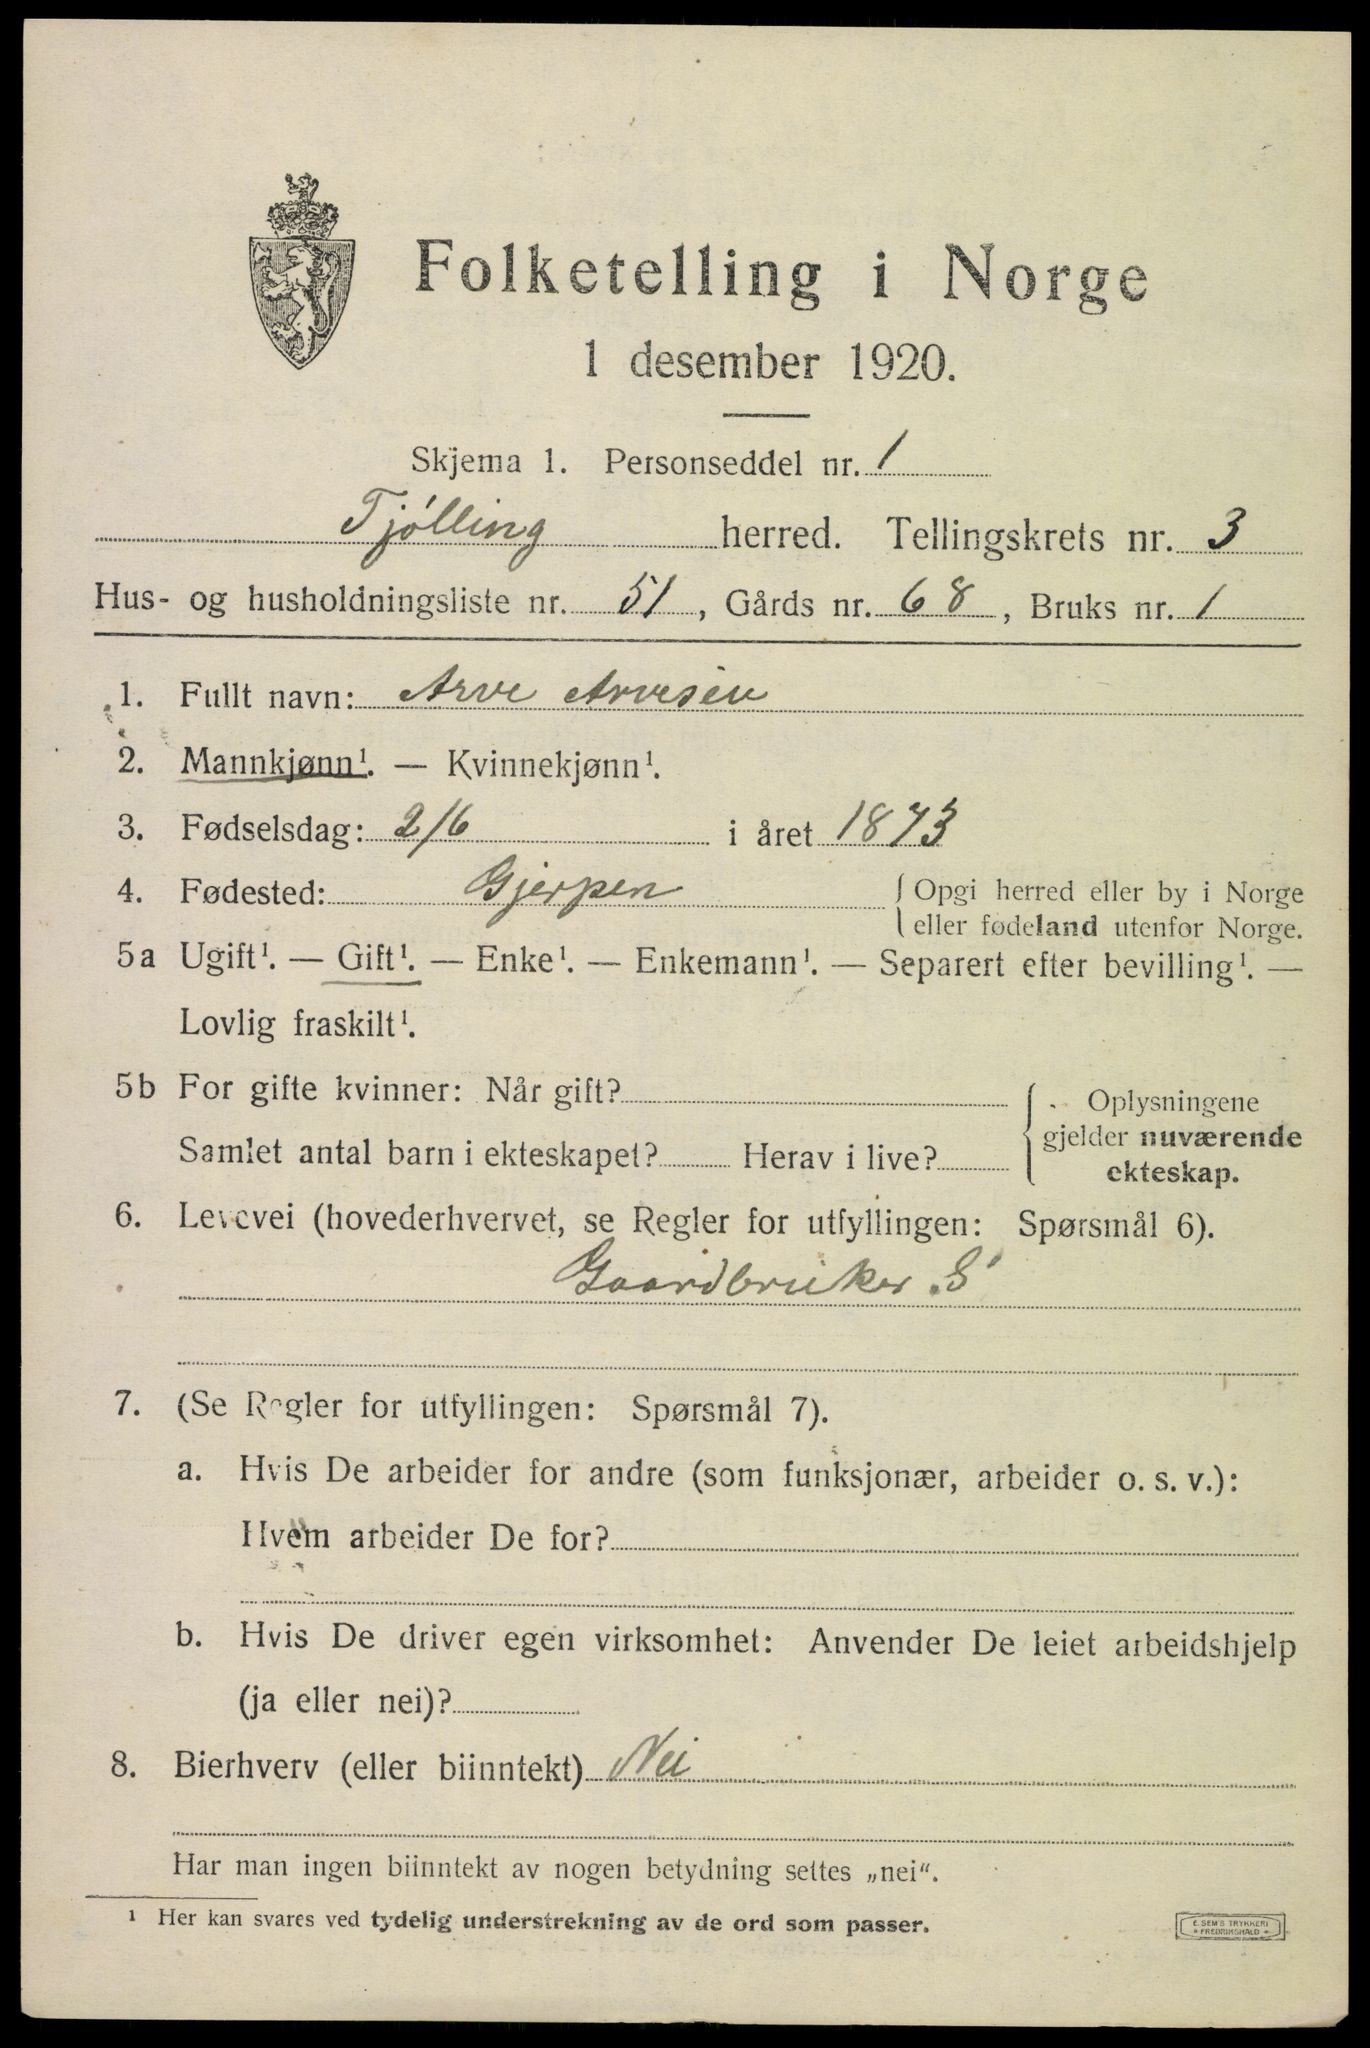 Folketelling i Norge
1 desember 1920.
Skjema 1. Personseddel nr. 1
Tjölling herred. Tellingskrets nr. 3
Hus- og husholdningsliste nr. 51, Gårds nr. 68, Bruks nr. 1
1. Fullt navn: Arve Arvesen
2. Mannkjønn¹. — Kvinnekjønn¹.
3. Fødselsdag: 2/6 i året 1873
4. Fødested: Gjerpen { Opgi herred eller by i Norge
eller fødeland utenfor Norge.
5a Ugift¹. — Gift¹. — Enke¹. — Enkemann¹. — Separert efter bevilling¹. —
Lovlig fraskilt¹.
5b For gifte kvinner: Når gift? { Oplysningene
gjelder nuværende
Samlet antal barn i ekteskapet? Herav i live? ekteskap.
6. Levevei (hovederhvervet, se Regler for utfyllingen: Spørsmål 6).
Gaardbruker S
7. (Se Regler for utfyllingen: Spørsmål 7).
a. Hvis De arbeider for andre (som funksjonær, arbeider o. s. v.):
Hvem arbeider De for?
b. Hvis De driver egen virksomhet: Anvender De leiet arbeidshjelp
(ja eller nei)?
8. Bierhverv (eller biinntekt) Nei
Har man ingen biinntekt av nogen betydning settes „nei“.
¹ Her kan svares ved tydelig understrekning av de ord som passer.
E. SEM'S TRYKKERI
* FREDRIKSHALD *